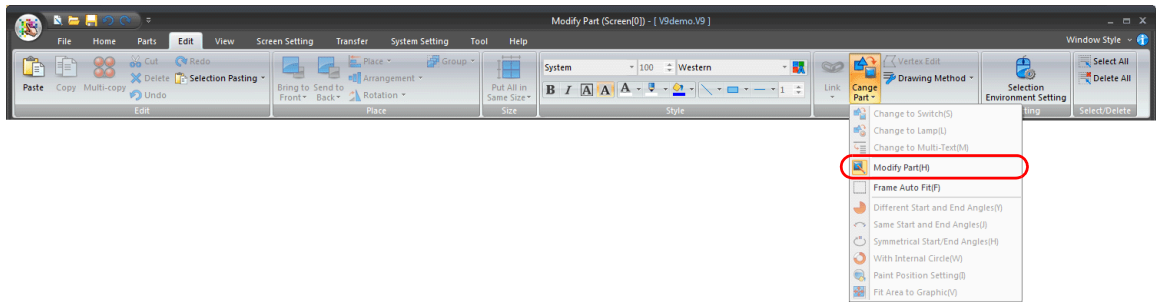 Modify Part (Screen[0]) - [ V9demo.V9 ]
File Home Parts Edit View Screen Setting Transfer System Setting Tool Help Window Style
Paste Copy Multi-copy Cut Delete Undo Redo Selection Pasting
Edit
Bring to Front Send to Back Place Arrangement Rotation Group
Place
Put All in Same Size
Size
System 100 Western
B I A A A 1
Style
Link Cange Part Vertex Edit Drawing Method
Selection Environment Setting
ting
Select All
Delete All
Select/Delete
Change to Switch(S)
Change to Lamp(L)
Change to Multi-Text(M)
Modify Part(H)
Frame Auto Fit(F)
Different Start and End Angles(Y)
Same Start and End Angles(J)
Symmetrical Start/End Angles(H)
With Internal Circle(W)
Paint Position Setting(I)
Fit Area to Graphic(V)